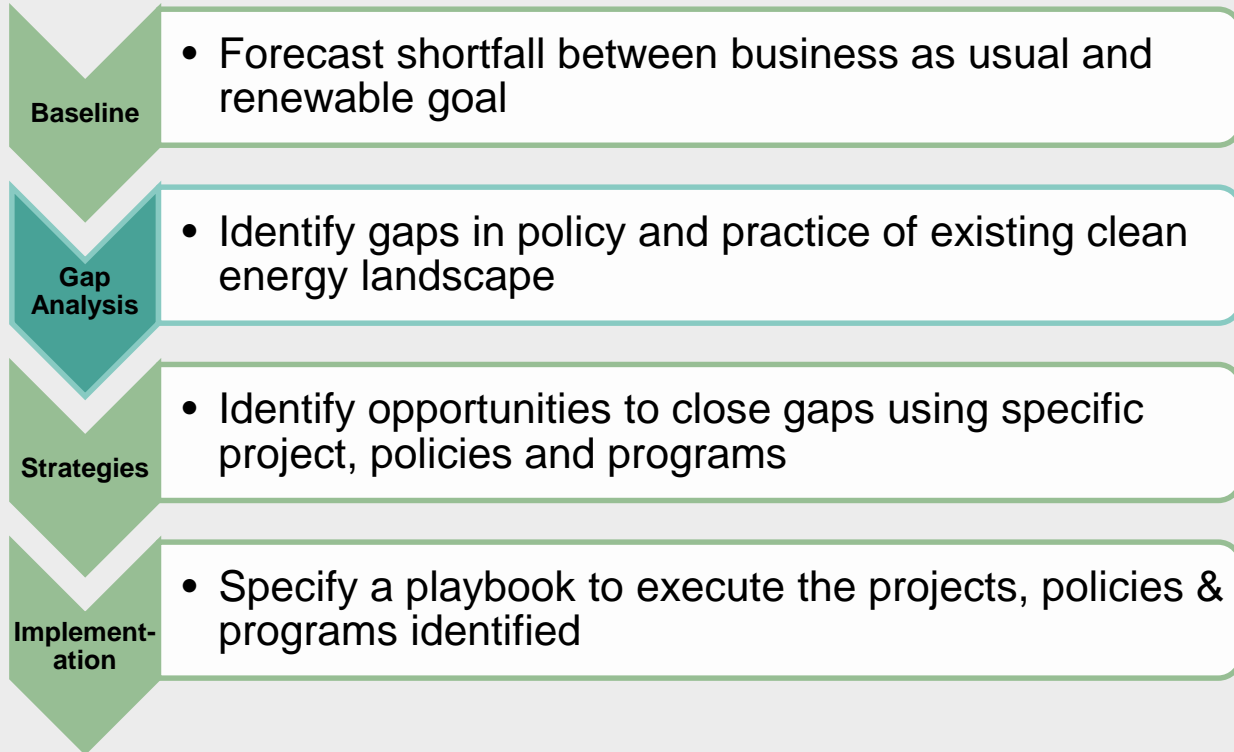 Baseline
• Forecast shortfall between business as usual and
renewable goal
Gap
Analysis
• Identify gaps in policy and practice of existing clean
energy landscape
Strategies
• Identify opportunities to close gaps using specific
project, policies and programs
Implement-
ation
• Specify a playbook to execute the projects, policies &
programs identified